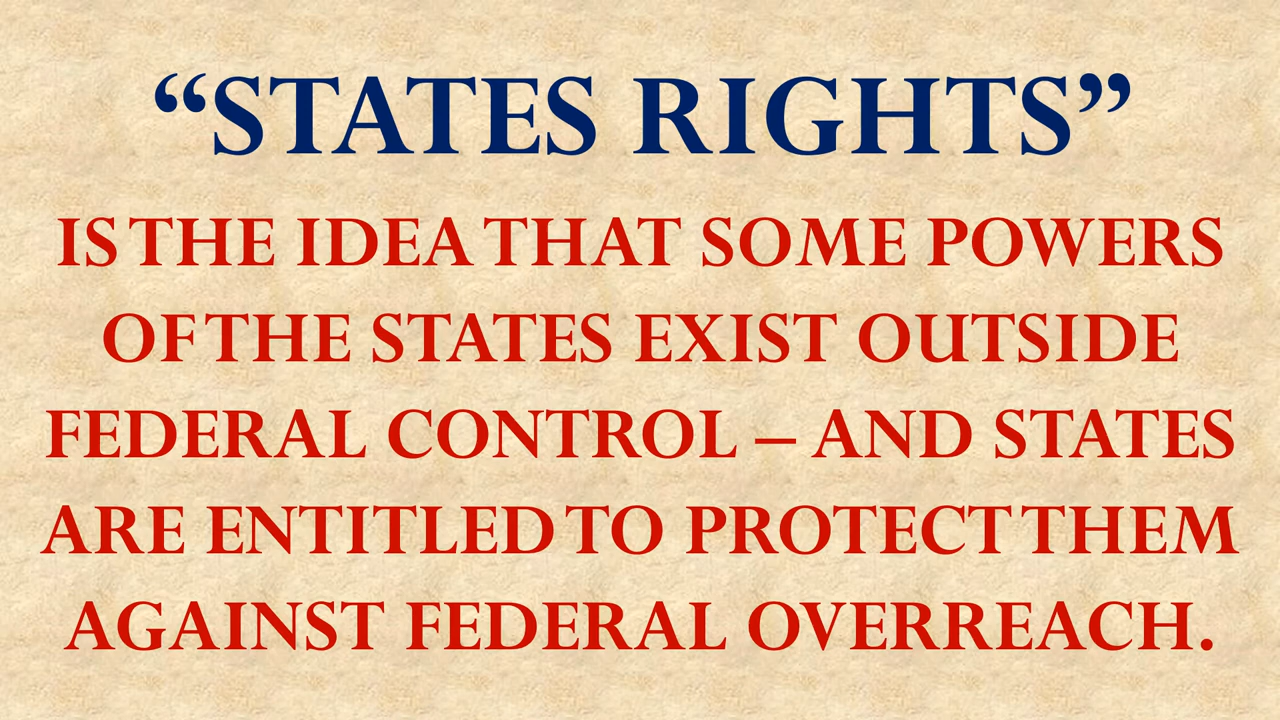 “STATES RIGHTS”
IS THE IDEA THAT SOME POWERS
OF THE STATES EXIST OUTSIDE
FEDERAL CONTROL – AND STATES
ARE ENTITLED TO PROTECT THEM
AGAINST FEDERAL OVERREACH.